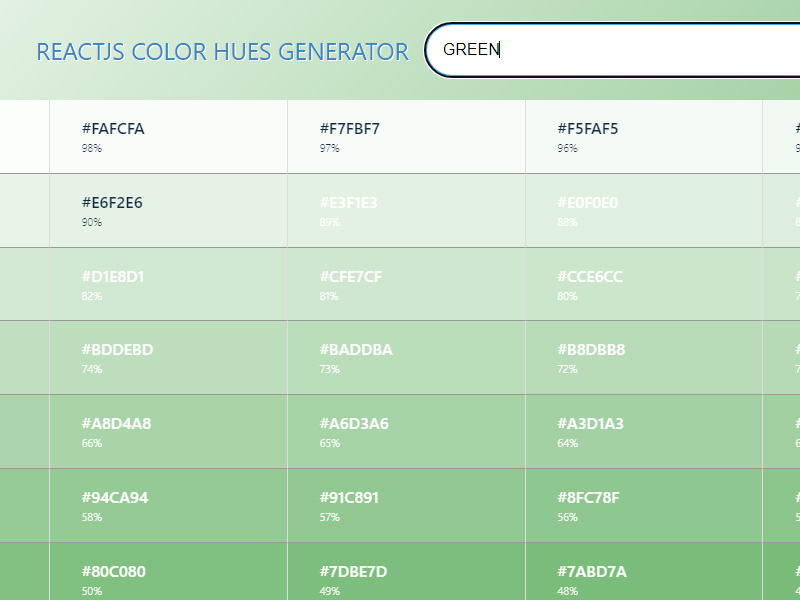 REACTJS COLOR HUES GENERATOR
GREEN
#FAFCFA #F7FBF7 #F5FAF5
98% 97% 96%
#E6F2E6 #E3F1E3 #E0F0E0
90% 89% 88%
#D1E8D1 #CFE7CF #CCE6CC
82% 81% 80%
#BDDEBD #BADDBA #B8DBB8
74% 73% 72%
#A8D4A8 #A6D3A6 #A3D1A3
66% 65% 64%
#94CA94 #91C891 #8FC78F
58% 57% 56%
#80C080 #7DBE7D #7ABD7A
50% 49% 48%